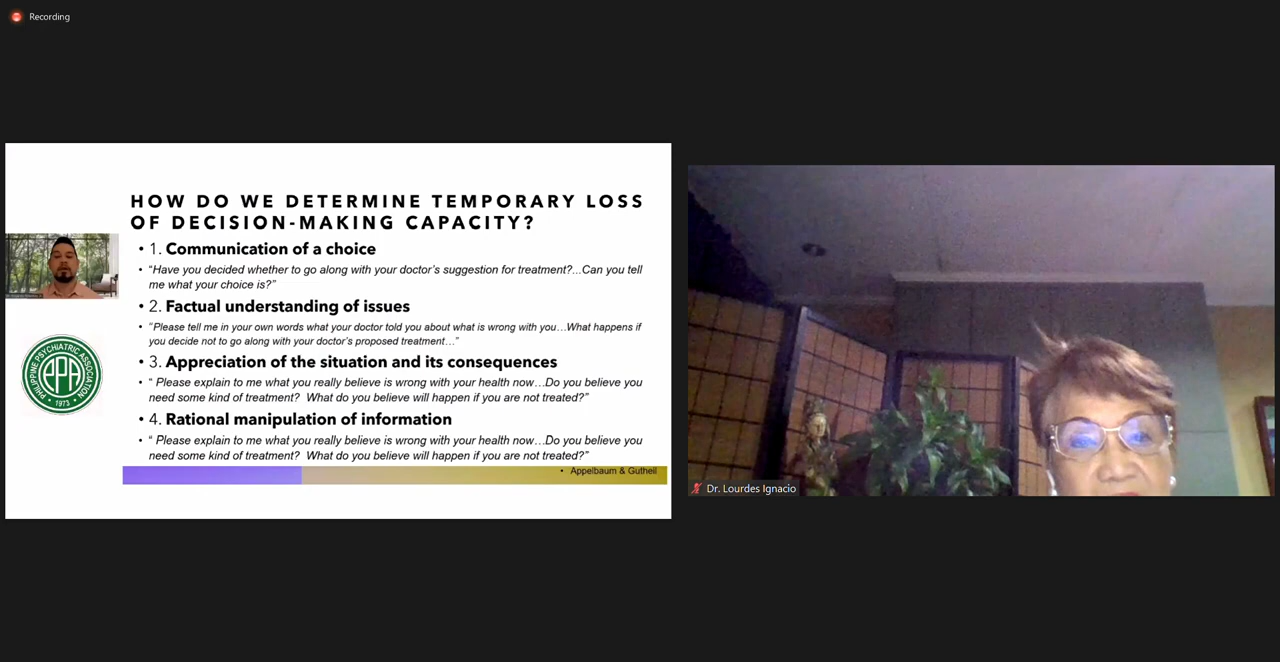 Recording
HOW DO WE DETERMINE TEMPORARY LOSS
OF DECISION-MAKING CAPACITY?
• 1. Communication of a choice
• “Have you decided whether to go along with your doctor’s suggestion for treatment?...Can you tell
me what your choice is?”
• 2. Factual understanding of issues
• “Please tell me in your own words what your doctor told you about what is wrong with you…What happens if
you decide not to go along with your doctor’s proposed treatment…”
• 3. Appreciation of the situation and its consequences
• “ Please explain to me what you really believe is wrong with your health now…Do you believe you
need some kind of treatment?  What do you believe will happen if you are not treated?”
• 4. Rational manipulation of information
• “ Please explain to me what you really believe is wrong with your health now…Do you believe you
need some kind of treatment?  What do you believe will happen if you are not treated?”
• Appelbaum & Gutheil
PHILIPPINE PSYCHIATRIC ASSOCIATION
PPA
• 1973 •
Dr. Lourdes Ignacio